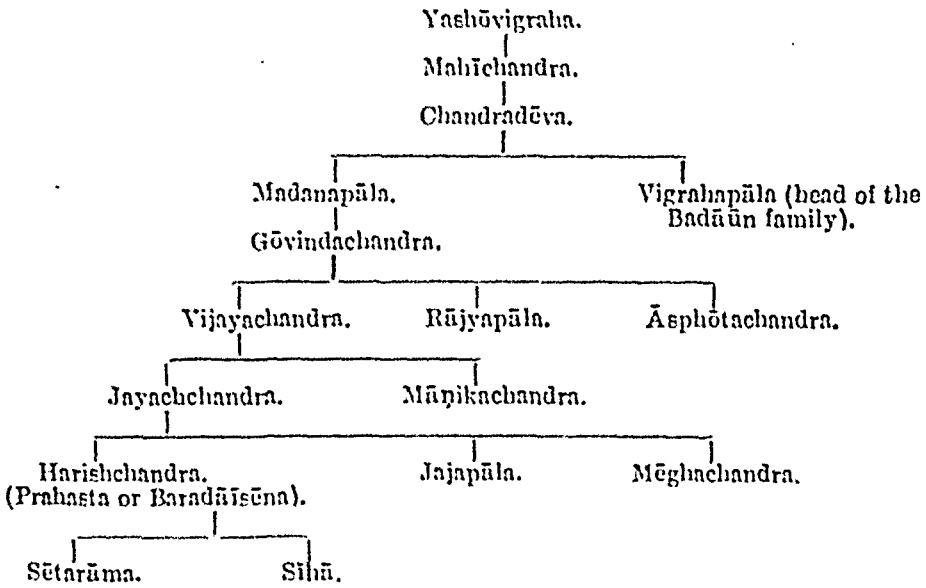 Yashōvigraha.
Mahīchandra.
Chandradēva.
Madanapāla. Vigrahapāla (head of the
Badāūn family).
Gōvindachandra.
Vijayachandra. Rājyapāla. Āsphōtachandra.
Jayachchandra. Māṇikachandra.
Harishchandra. Jajapāla. Mēghachandra.
(Prahasta or Baradāīsēna).
Sētarāma. Sīhā.